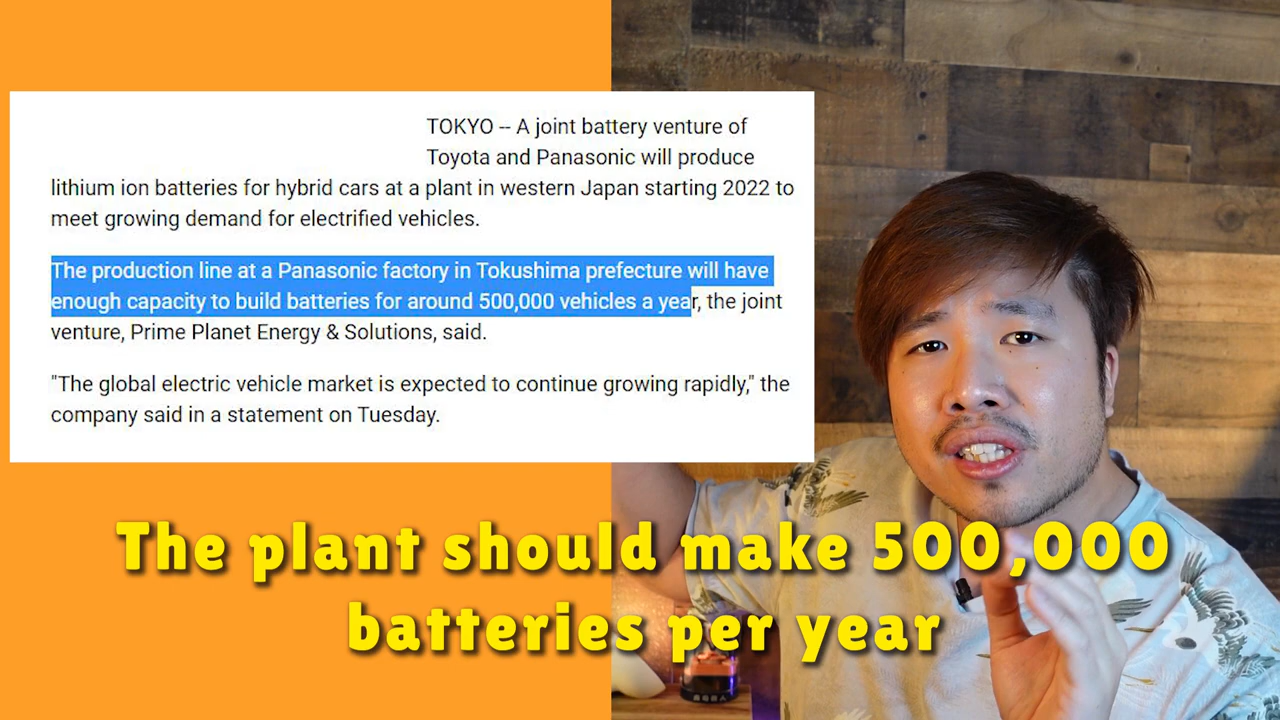 TOKYO -- A joint battery venture of
Toyota and Panasonic will produce
lithium ion batteries for hybrid cars at a plant in western Japan starting 2022 to
meet growing demand for electrified vehicles.
The production line at a Panasonic factory in Tokushima prefecture will have
enough capacity to build batteries for around 500,000 vehicles a year, the joint
venture, Prime Planet Energy & Solutions, said.
"The global electric vehicle market is expected to continue growing rapidly," the
company said in a statement on Tuesday.
The plant should make 500,000
batteries per year